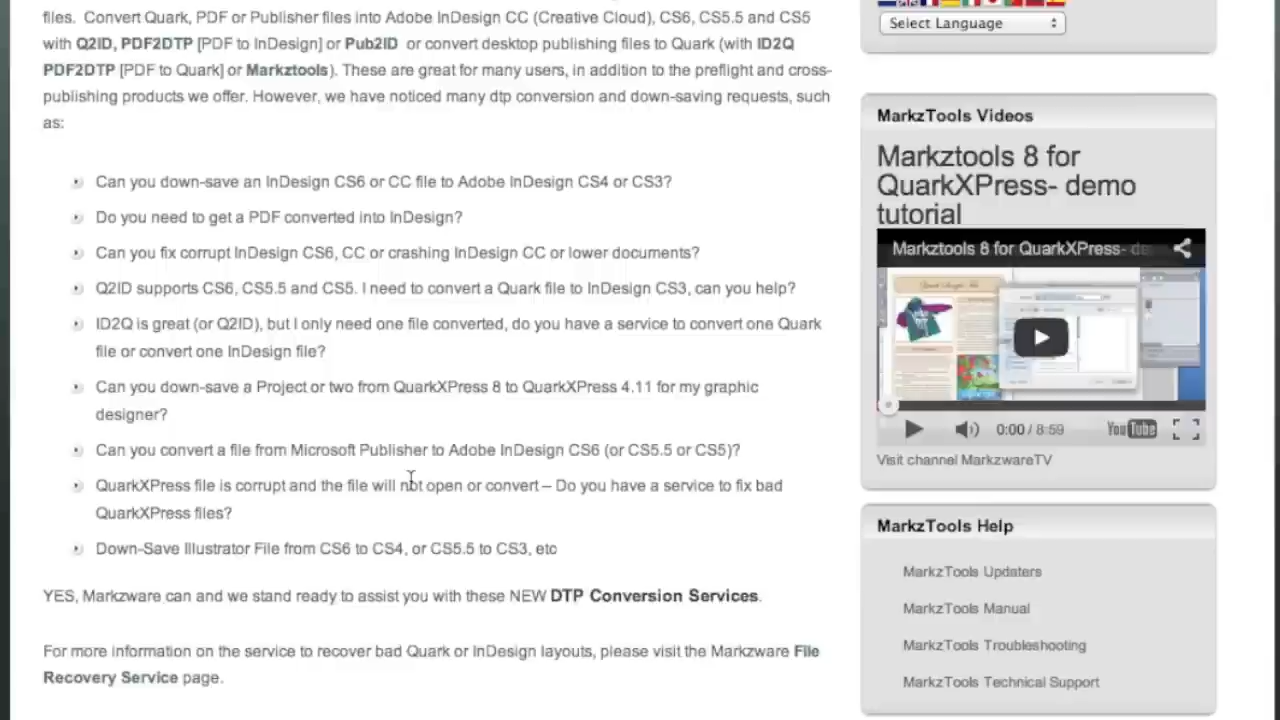 files. Convert Quark, PDF or Publisher files into Adobe InDesign CC (Creative Cloud), CS6, CS5.5 and CS5
with Q2ID, PDF2DTP [PDF to InDesign] or Pub2ID or convert desktop publishing files to Quark (with ID2Q
PDF2DTP [PDF to Quark] or Markztools). These are great for many users, in addition to the preflight and cross-
publishing products we offer. However, we have noticed many dtp conversion and down-saving requests, such
as:
Can you down-save an InDesign CS6 or CC file to Adobe InDesign CS4 or CS3?
Do you need to get a PDF converted into InDesign?
Can you fix corrupt InDesign CS6, CC or crashing InDesign CC or lower documents?
Q2ID supports CS6, CS5.5 and CS5. I need to convert a Quark file to InDesign CS3, can you help?
ID2Q is great (or Q2ID), but I only need one file converted, do you have a service to convert one Quark
file or convert one InDesign file?
Can you down-save a Project or two from QuarkXPress 8 to QuarkXPress 4.11 for my graphic
designer?
Can you convert a file from Microsoft Publisher to Adobe InDesign CS6 (or CS5.5 or CS5)?
QuarkXPress file is corrupt and the file will not open or convert – Do you have a service to fix bad
QuarkXPress files?
Down-Save Illustrator File from CS6 to CS4, or CS5.5 to CS3, etc
YES, Markzware can and we stand ready to assist you with these NEW DTP Conversion Services.
For more information on the service to recover bad Quark or InDesign layouts, please visit the Markzware File
Recovery Service page.
Select Language
MarkzTools Videos
Markztools 8 for
QuarkXPress- demo
tutorial
Markztools 8 for QuarkXPress- de
0:00 / 8:59
YouTube
Visit channel MarkzwareTV
MarkzTools Help
MarkzTools Updaters
MarkzTools Manual
MarkzTools Troubleshooting
MarkzTools Technical Support